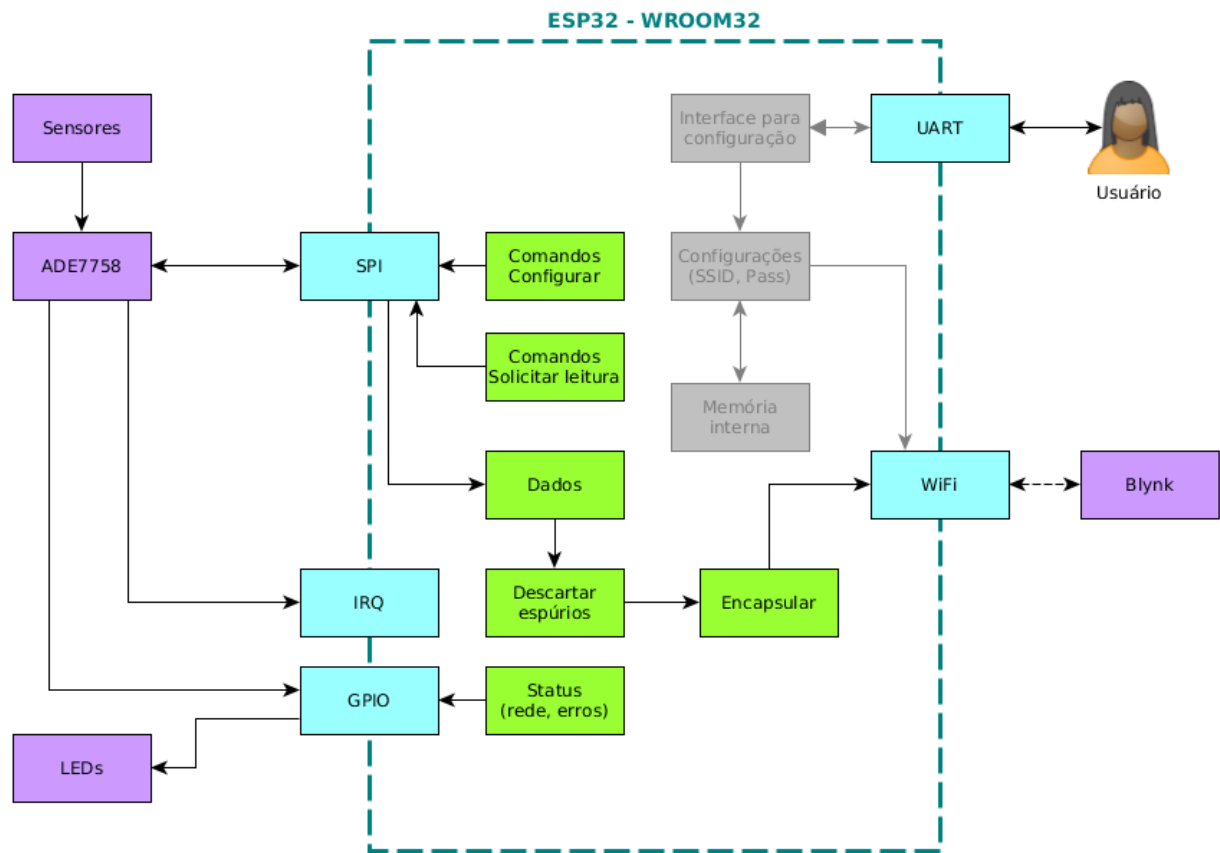 ESP32 - WROOM32
Sensores
Interface para
configuração
UART
Usuário
ADE7758
SPI
Comandos
Configurar
Configurações
(SSID, Pass)
Comandos
Solicitar leitura
Memória
interna
Dados
WiFi
Blynk
IRQ
Descartar
espúrios
Encapsular
GPIO
Status
(rede, erros)
LEDs